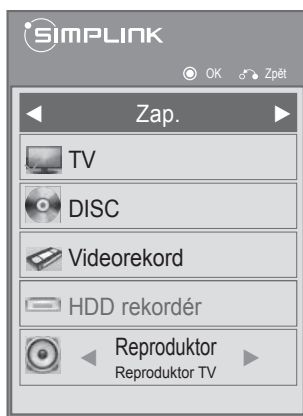 SIMPLINK
OK Zpět
Zap.
TV
DISC
Videorekord
HDD rekordér
Reproduktor
Reproduktor TV